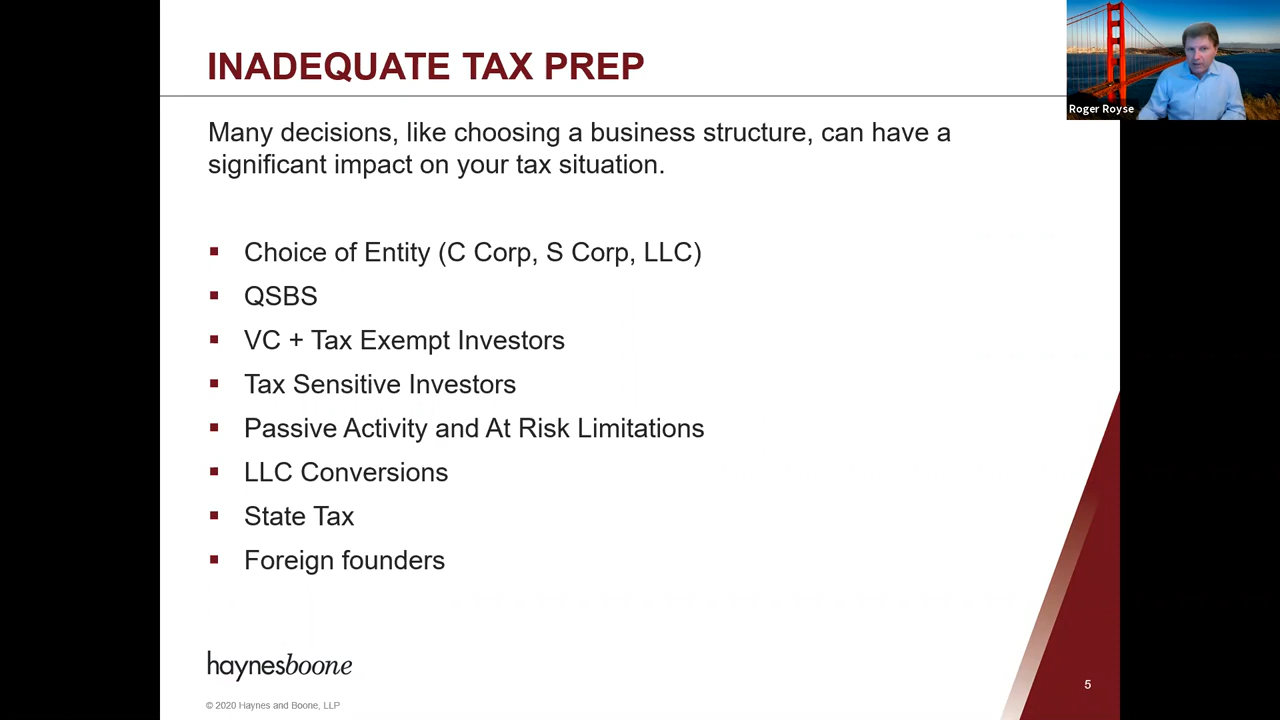 INADEQUATE TAX PREP
Roger Royse
Many decisions, like choosing a business structure, can have a
significant impact on your tax situation.
▪ Choice of Entity (C Corp, S Corp, LLC)
▪ QSBS
▪ VC + Tax Exempt Investors
▪ Tax Sensitive Investors
▪ Passive Activity and At Risk Limitations
▪ LLC Conversions
▪ State Tax
▪ Foreign founders
haynesboone
5
© 2020 Haynes and Boone, LLP